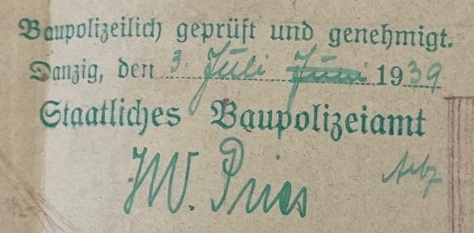 Baupolizeilich geprüft und genehmigt.
Danzig, den 3. Juli Juni 1939
Staatliches Baupolizeiamt